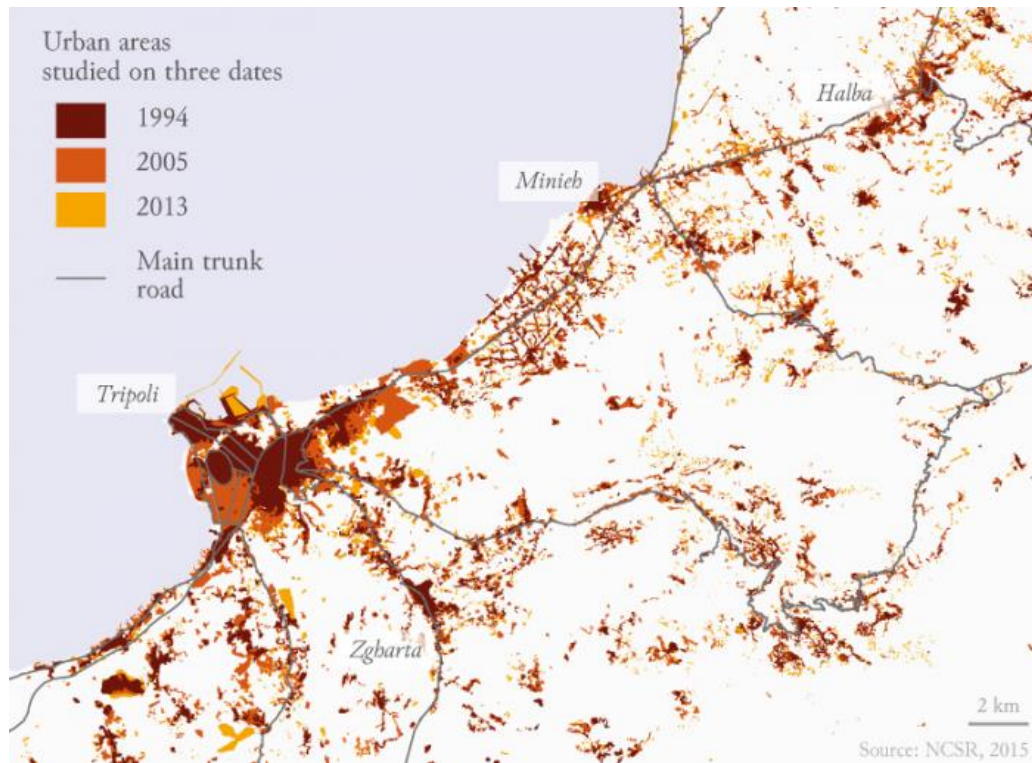 Urban areas
studied on three dates
1994
2005
2013
Main trunk
road
Halba
Minieh
Tripoli
Zgharta
2 km
Source: NCSR, 2015